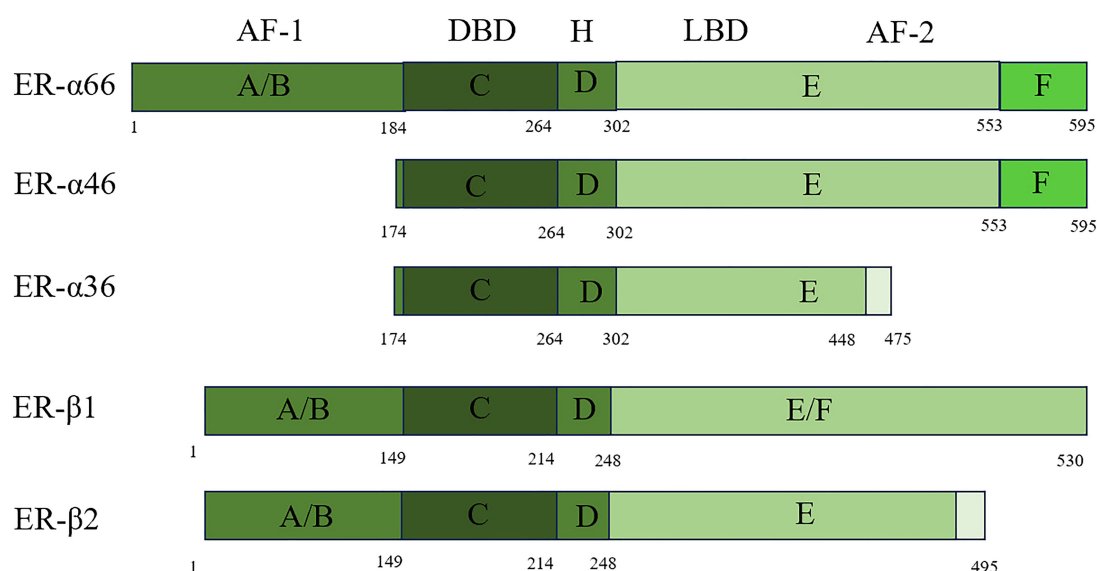 AF-1 DBD H LBD AF-2
ER-α66 A/B C D E F
1 184 264 302 553 595
ER-α46 C D E F
174 264 302 553 595
ER-α36 C D E
174 264 302 448 475
ER-β1 A/B C D E/F
1 149 214 248 530
ER-β2 A/B C D E
1 149 214 248 495